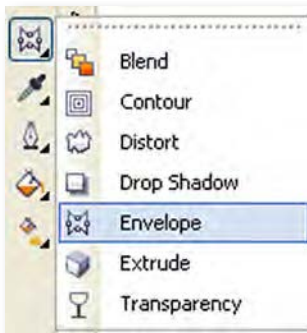 Blend
Contour
Distort
Drop Shadow
Envelope
Extrude
Transparency